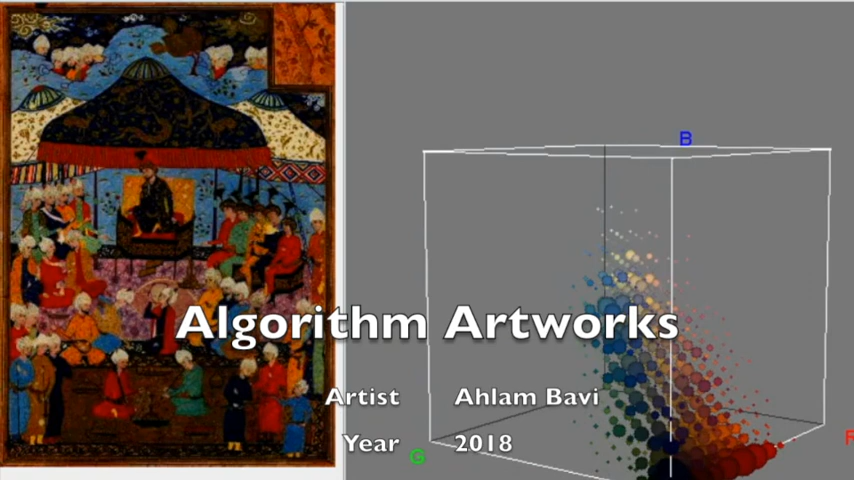 B
Algorithm Artworks
Artist Ahlam Bavi
R
Year 2018
G